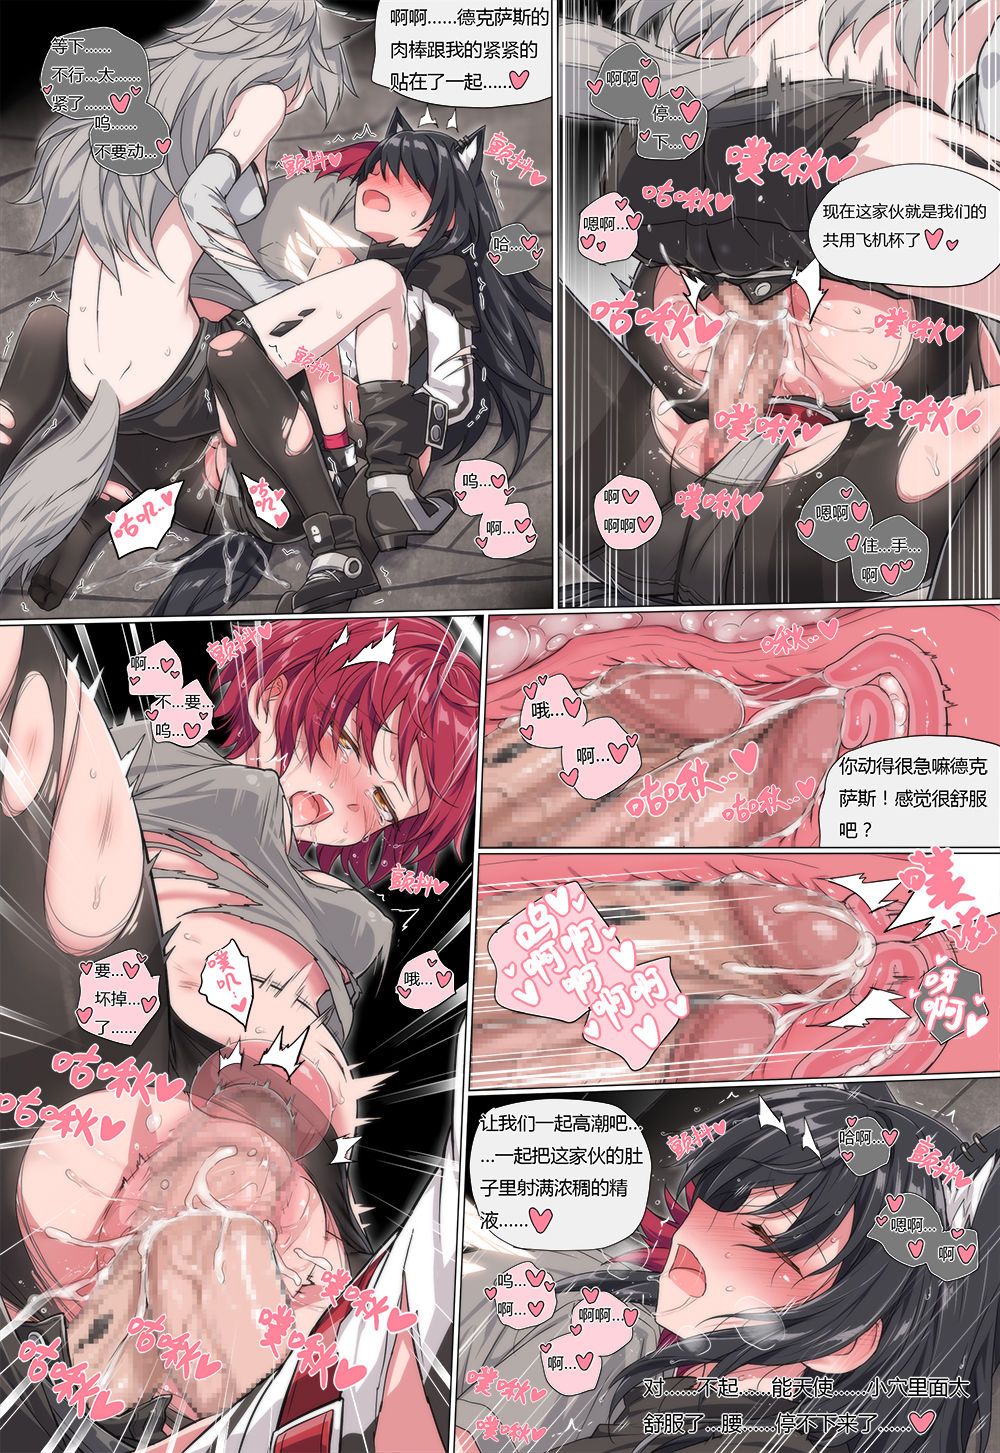 等下……
不行…太……
紧了……♥
呜……
不要动…♥
啊啊……德克萨斯的
肉棒跟我的紧紧的
贴在了一起……♥
颤抖♥
颤抖♥
哈…♥
颤抖♥
呜…♥
啊…♥
咕叽…♥
咕叽♥
啊啊♥
停…♥
下…♥
噗啾♥
咕啾♥
嗯啊…♥
现在这家伙就是我们的
共用飞机杯了♥♥
咕啾♥
噗啾♥
噗啾♥
噗啾♥
噗啾♥
啊♥
啊啊♥
嗯啊♥
住…手…
啊♥♥
颤抖♥
啊…♥
不…要…
呜…♥
颤抖♥
要…♥
坏掉…♥
了……
噗
叽…♥
哦…♥
咕啾♥
咕啾♥
咕啾♥
咕啾♥
咕啾♥
啾…♥
哦…♥
啊…♥
咕啾…♥
咕啾…♥
你动得很急嘛德克
萨斯！感觉很舒服
吧？
噗
呜啊
啊啊
啊啊
呀
啊♥
让我们一起高潮吧…
…一起把这家伙的肚
子里射满浓稠的精
液……♥
颤抖♥
哈啊…♥
颤抖♥
嗯啊…♥
啊♥
呜…♥
啊…♥
啊啊♥
啊♥
噗啾♥
噗啾♥
对……不起……能天使……小穴里面太
舒服了…腰……停不下来了……♥